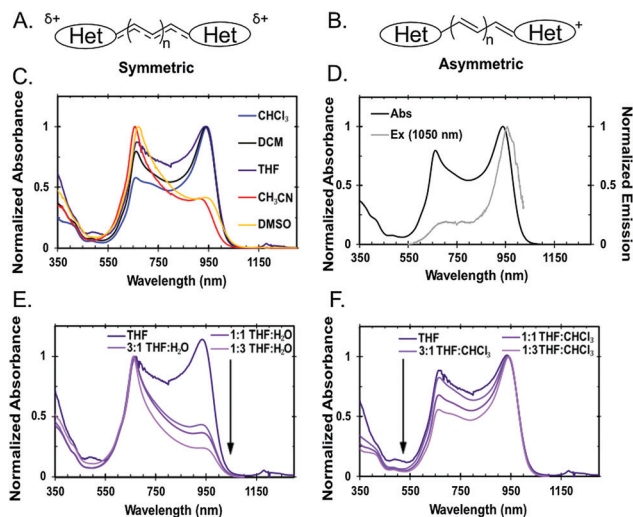 A.
δ+ Het n Het δ+
Symmetric
B.
Het n Het +
Asymmetric
C.
Normalized Absorbance
1
0.5
0
350 550 750 950 1150
Wavelength (nm)
CHCl₃
DCM
THF
CH₃CN
DMSO
D.
Normalized Absorbance
1
0.5
0
350 550 750 950 1150
Wavelength (nm)
Normalized Emission
1
0.5
0
Abs
Ex (1050 nm)
E.
Normalized Absorbance
1
0.5
0
350 550 750 950 1150
Wavelength (nm)
THF
3:1 THF:H₂O
1:1 THF:H₂O
1:3 THF:H₂O
F.
Normalized Absorbance
1
0.5
0
350 550 750 950 1150
Wavelength (nm)
THF
3:1 THF:CHCl₃
1:1 THF:CHCl₃
1:3 THF:CHCl₃